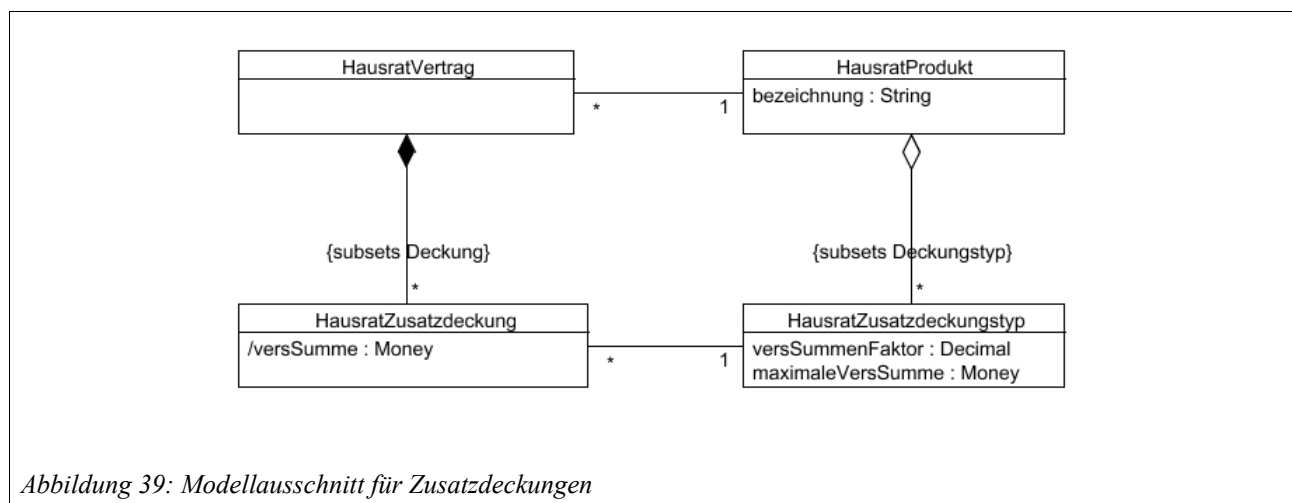 HausratVertrag
HausratProdukt
bezeichnung : String
*
1
{subsets Deckung}
{subsets Deckungstyp}
*
*
HausratZusatzdeckung
HausratZusatzdeckungstyp
/versSumme : Money
versSummenFaktor : Decimal
maximaleVersSumme : Money
*
1
Abbildung 39: Modellausschnitt für Zusatzdeckungen